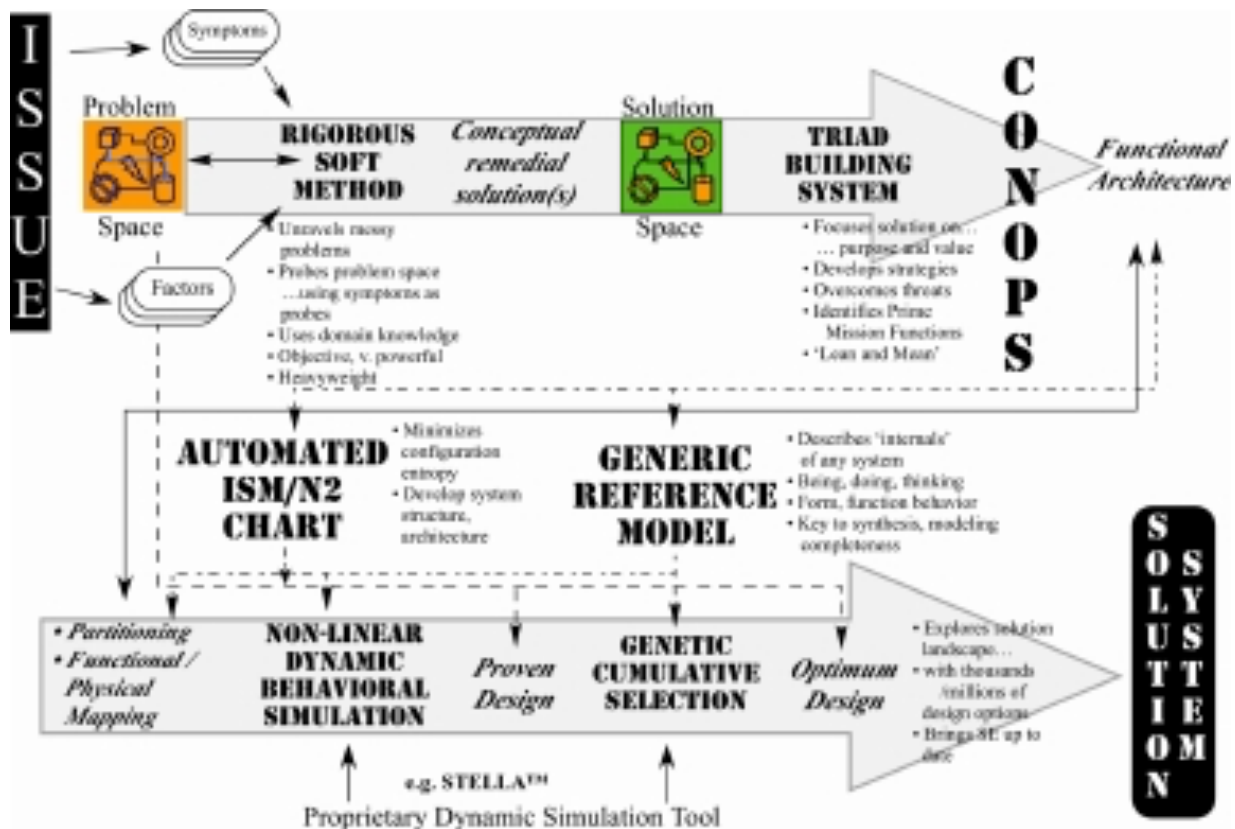 ISSUE
Symptoms
Problem
Space
Factors
RIGOROUS
SOFT
METHOD
Unravels messy
problems
• Probes problem space
…using symptoms as
probes
• Uses domain knowledge
• Objective, v. powerful
• Heavyweight
Conceptual
remedial
solution(s)
Solution
Space
TRIAD
BUILDING
SYSTEM
• Focuses solution on…
… purpose and value
• Develops strategies
• Overcomes threats
• Identifies Prime
Mission Functions
• 'Lean and Mean'
CONOPS
Functional
Architecture
AUTOMATED
ISM/N2
CHART
• Minimizes
configuration
entropy
• Develop system
structure,
architecture
GENERIC
REFERENCE
MODEL
• Describes 'internals'
of any system
• Being, doing, thinking
• Form, function behavior
• Key to synthesis, modeling
completeness
• Partitioning
• Functional /
Physical
Mapping
NON-LINEAR
DYNAMIC
BEHAVIORAL
SIMULATION
Proven
Design
GENETIC
CUMULATIVE
SELECTION
Optimum
Design
• Explores solution
landscape…
• with thousands
/millions of
design options
• Brings SE up to
date
SOLUTION
SYSTEM
e.g. STELLA™
Proprietary Dynamic Simulation Tool